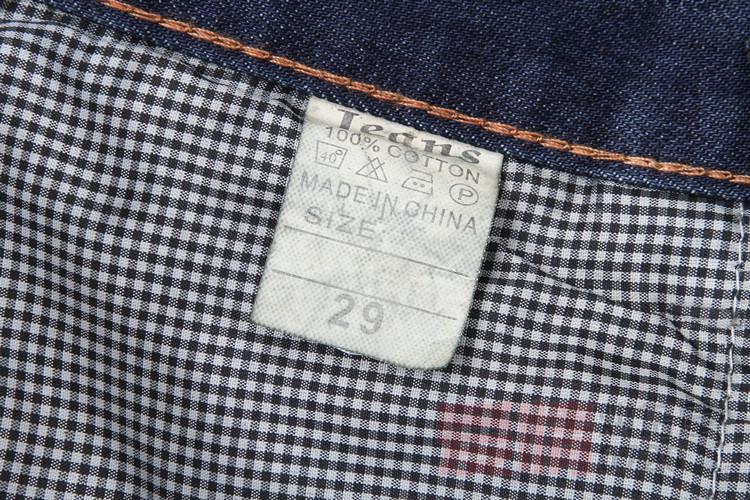 Jeans
100% COTTON
40°
P
MADE IN CHINA
SIZE:
29